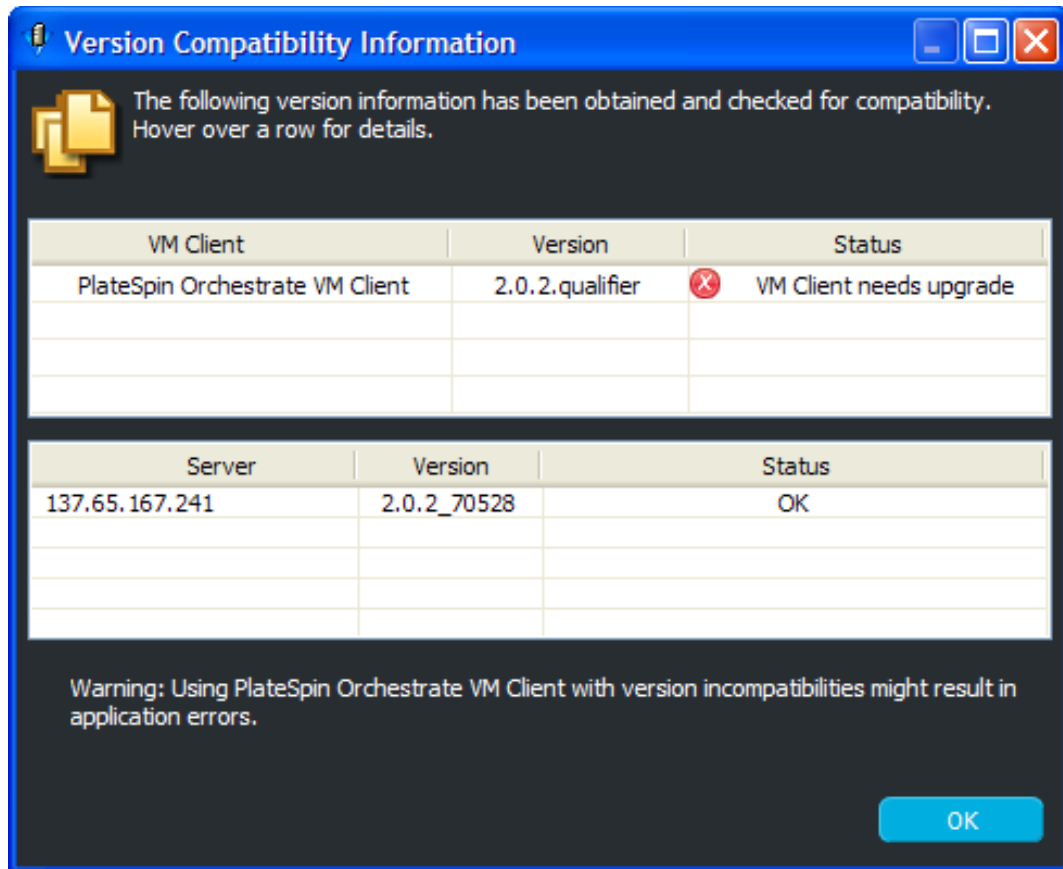 Version Compatibility Information
The following version information has been obtained and checked for compatibility.
Hover over a row for details.
VM Client Version Status
PlateSpin Orchestrate VM Client 2.0.2.qualifier VM Client needs upgrade
Server Version Status
137.65.167.241 2.0.2_70528 OK
Warning: Using PlateSpin Orchestrate VM Client with version incompatibilities might result in
application errors.
OK